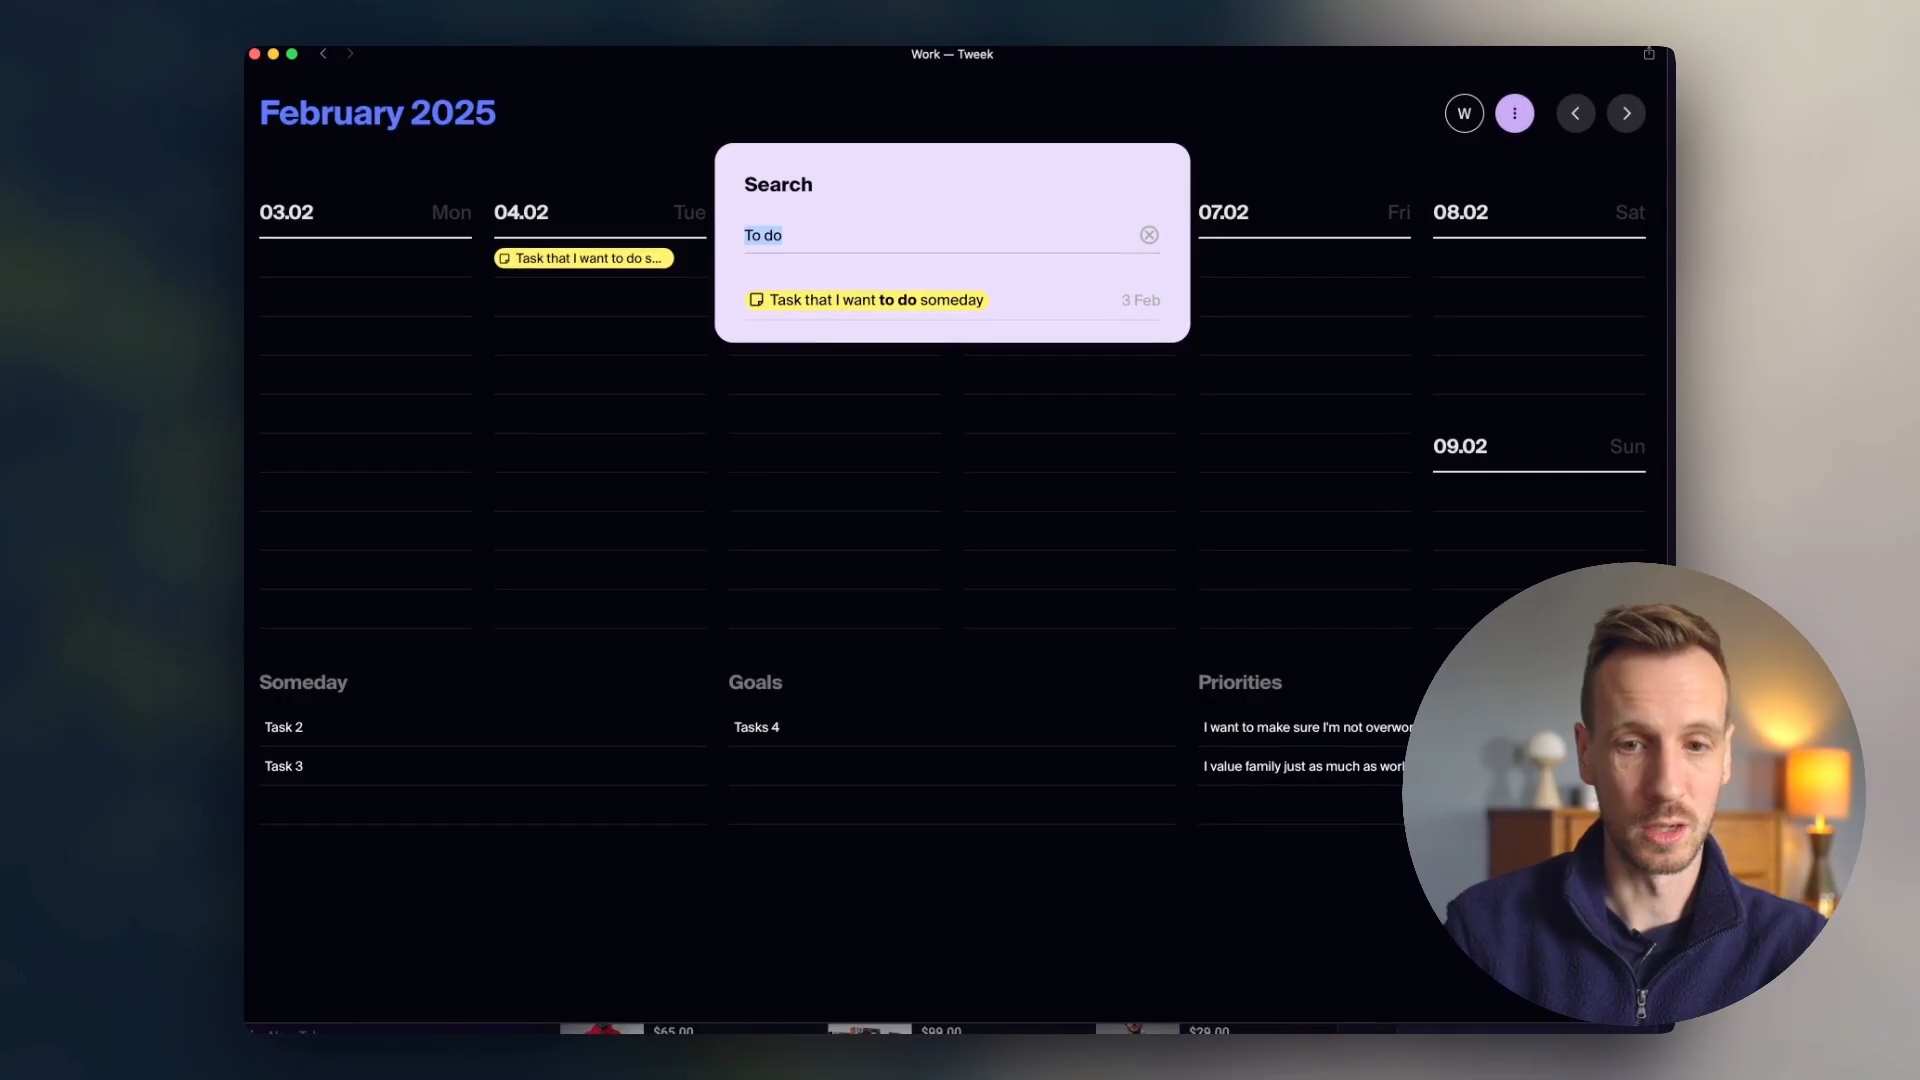 Work — Tweek
February 2025
W
03.02 Mon
04.02 Tue
07.02 Fri
08.02 Sat
Task that I want to do s...
Search
To do
Task that I want to do someday 3 Feb
09.02 Sun
Someday
Task 2
Task 3
Goals
Tasks 4
Priorities
I want to make sure I'm not overwor
I value family just as much as worl
$65.00
$99.00
$29.00